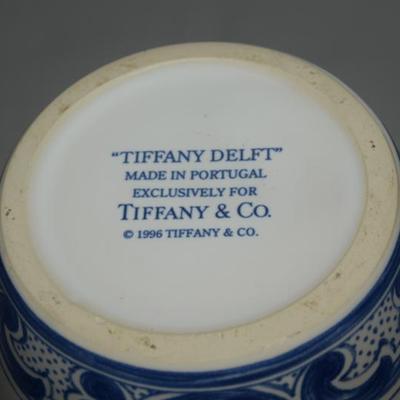 "TIFFANY DELFT"
MADE IN PORTUGAL
EXCLUSIVELY FOR
TIFFANY & CO.
© 1996 TIFFANY & CO.